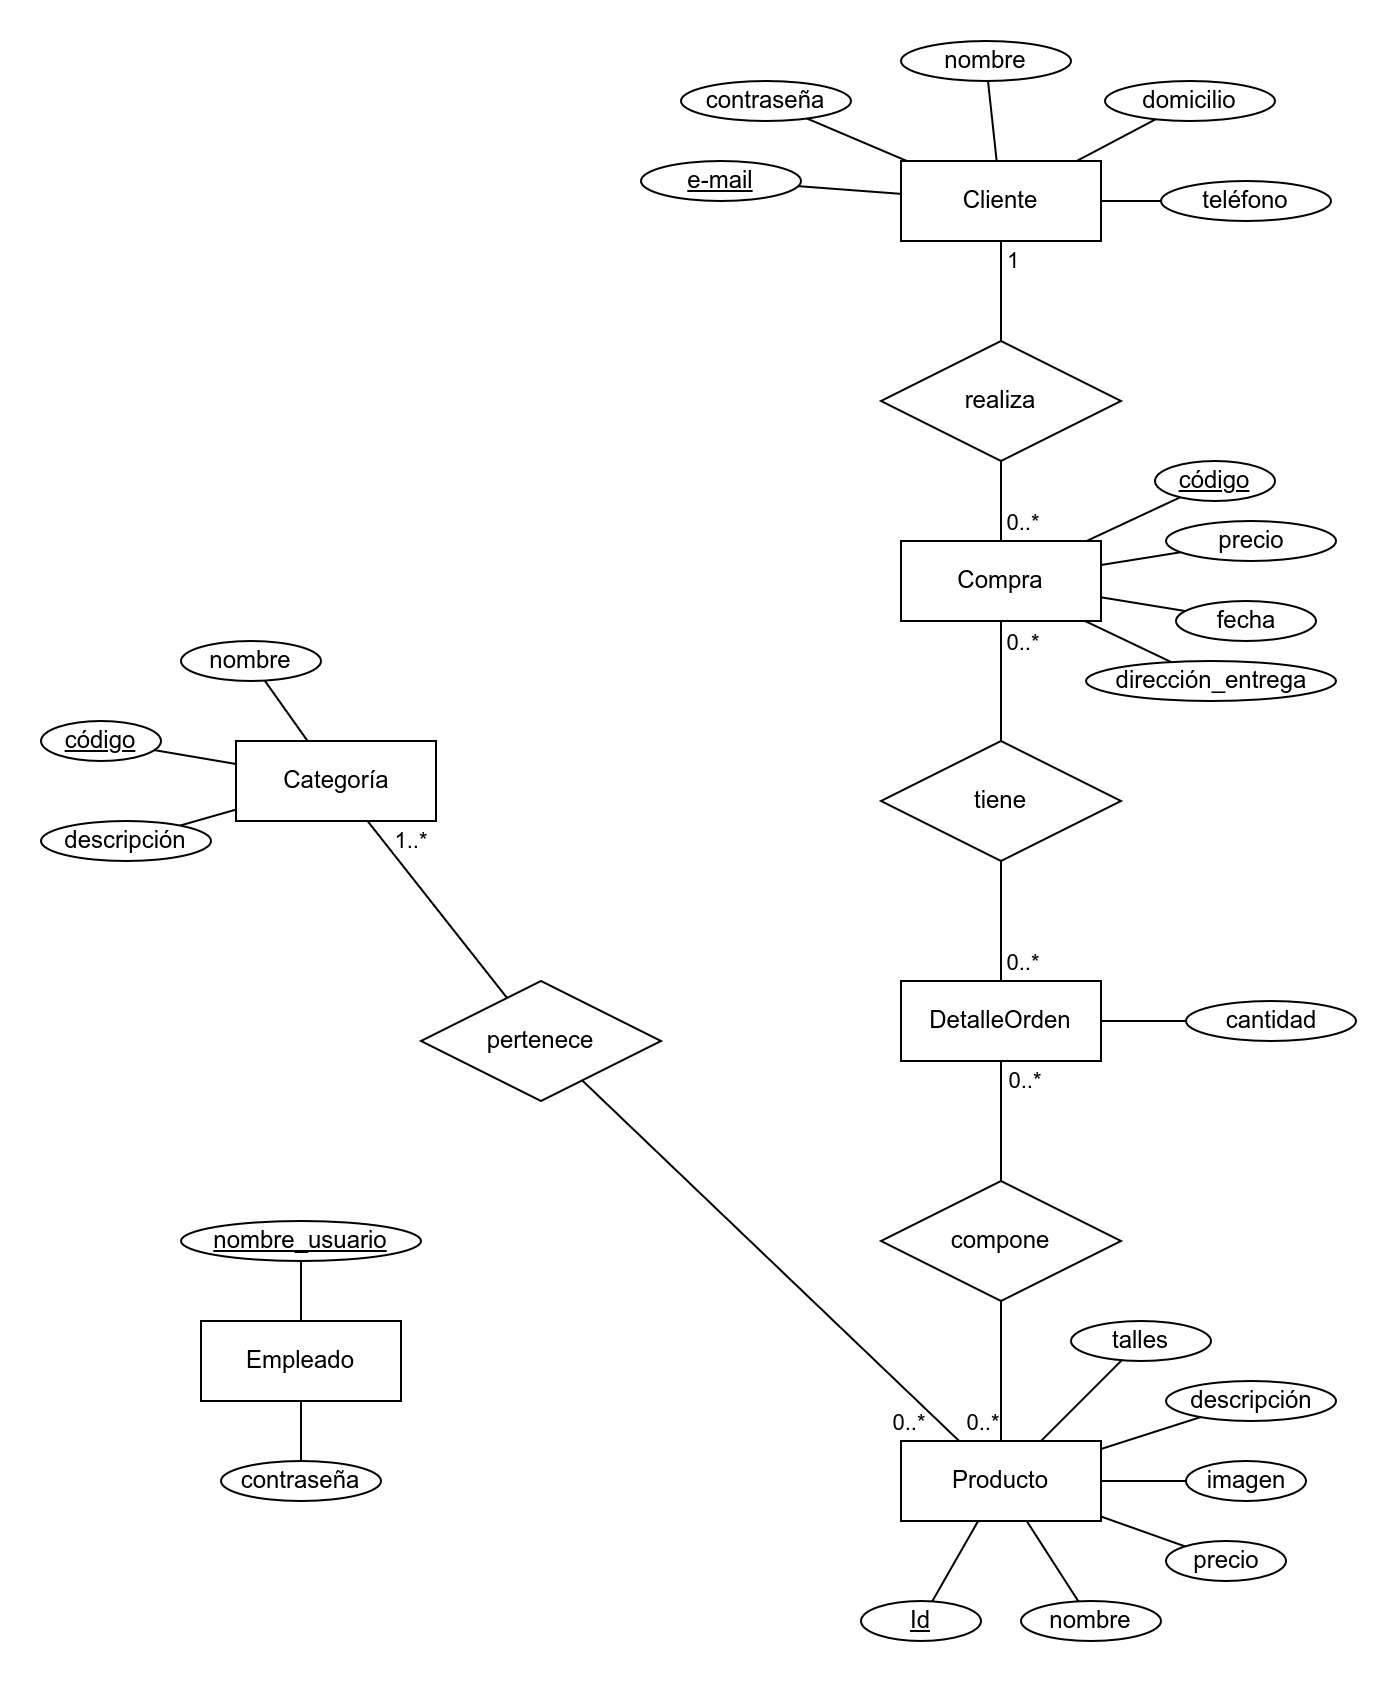 nombre
contraseña
domicilio
e-mail
Cliente
teléfono
1
realiza
código
0..*
precio
Compra
fecha
0..*
dirección_entrega
nombre
código
Categoría
descripción
1..*
tiene
0..*
DetalleOrden
cantidad
pertenece
0..*
nombre_usuario
compone
Empleado
talles
descripción
0..*
0..*
contraseña
Producto
imagen
precio
Id
nombre